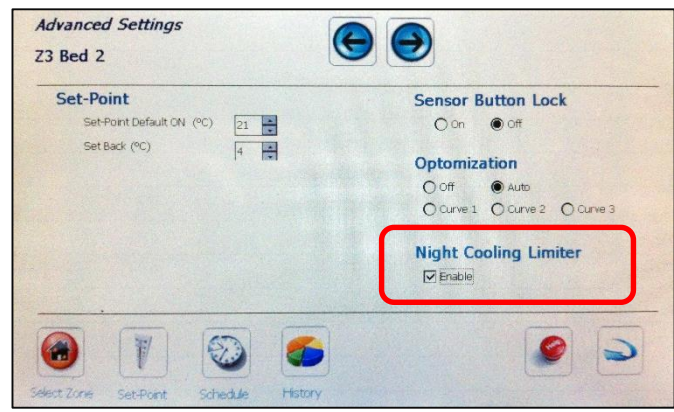 Advanced Settings
Z3 Bed 2
Set-Point
Set-Point Default ON (ºC) 21
Set Back (ºC) 4
Sensor Button Lock
On Off
Optomization
Off Auto
Curve 1 Curve 2 Curve 3
Night Cooling Limiter
Enable
Select Zone Set-Point Schedule History